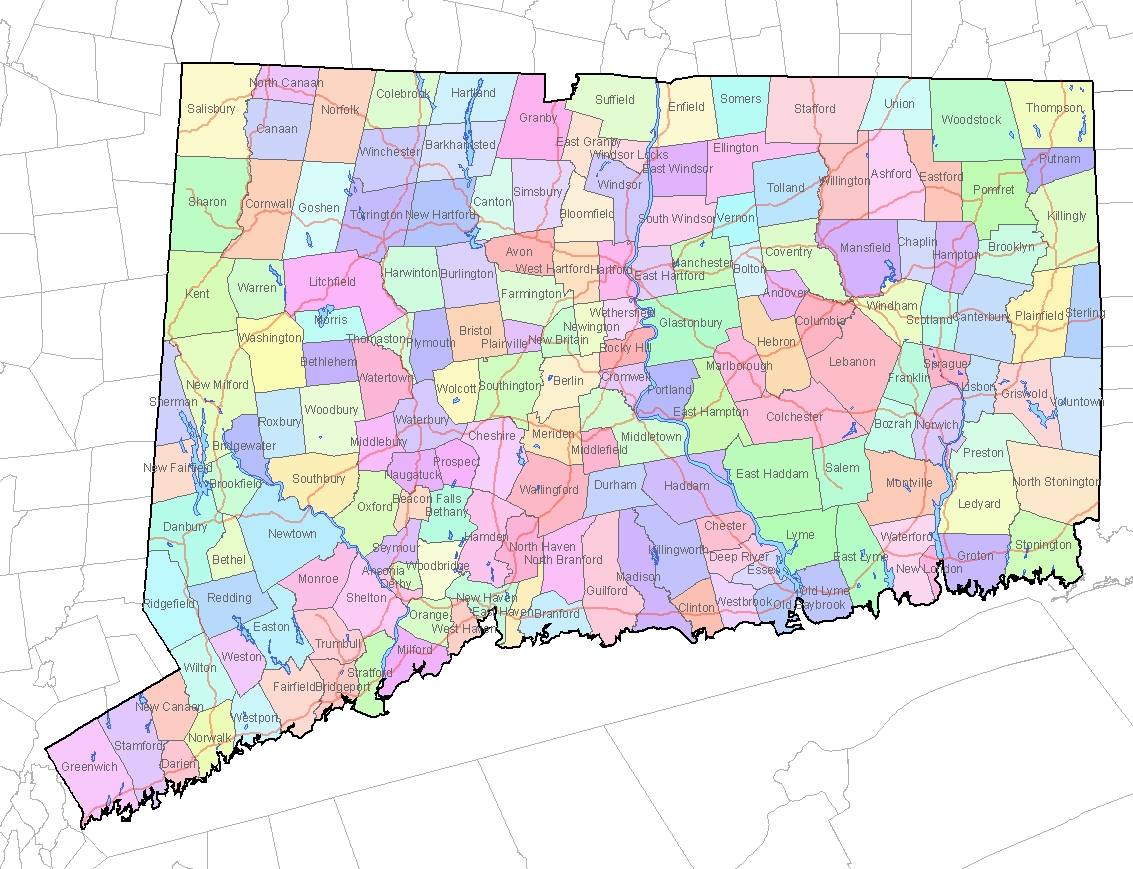 North Canaan
Salisbury
Canaan
Norfolk
Colebrook
Hartland
Granby
Suffield
Enfield
Somers
Stafford
Union
Woodstock
Thompson
Winchester
Barkhamsted
East Granby
Windsor Locks
Windsor
East Windsor
Ellington
Tolland
Willington
Ashford
Eastford
Pomfret
Putnam
Sharon
Cornwall
Goshen
Torrington
New Hartford
Canton
Simsbury
Bloomfield
South Windsor
Vernon
Killingly
Kent
Warren
Litchfield
Harwinton
Burlington
Avon
West Hartford
Hartford
East Hartford
Manchester
Bolton
Coventry
Mansfield
Chaplin
Hampton
Brooklyn
Farmington
Andover
Windham
Scotland
Canterbury
Plainfield
Sterling
Washington
Morris
Bethlehem
Thomaston
Plymouth
Bristol
Plainville
New Britain
Newington
Wethersfield
Rocky Hill
Glastonbury
Hebron
Columbia
Lebanon
Franklin
Sprague
Lisbon
Griswold
Voluntown
Sherman
New Milford
Roxbury
Woodbury
Watertown
Wolcott
Southington
Berlin
Cromwell
Portland
Marlborough
East Hampton
Colchester
Bozrah
Norwich
Preston
New Fairfield
Bridgewater
Brookfield
Southbury
Middlebury
Waterbury
Cheshire
Meriden
Middlefield
Middletown
Naugatuck
Prospect
Beacon Falls
Bethany
Oxford
Wallingford
Durham
Haddam
East Haddam
Salem
Montville
Ledyard
North Stonington
Danbury
Bethel
Newtown
Seymour
Hamden
Woodbridge
North Haven
North Branford
Killingworth
Chester
Deep River
Essex
Lyme
East Lyme
Waterford
New London
Groton
Stonington
Ridgefield
Redding
Monroe
Ansonia
Derby
Shelton
Madison
Guilford
Clinton
Westbrook
Old Saybrook
Old Lyme
Easton
Weston
Trumbull
Orange
New Haven
East Haven
West Haven
Branford
Milford
Wilton
Fairfield
Bridgeport
Stratford
New Canaan
Westport
Norwalk
Stamford
Darien
Greenwich